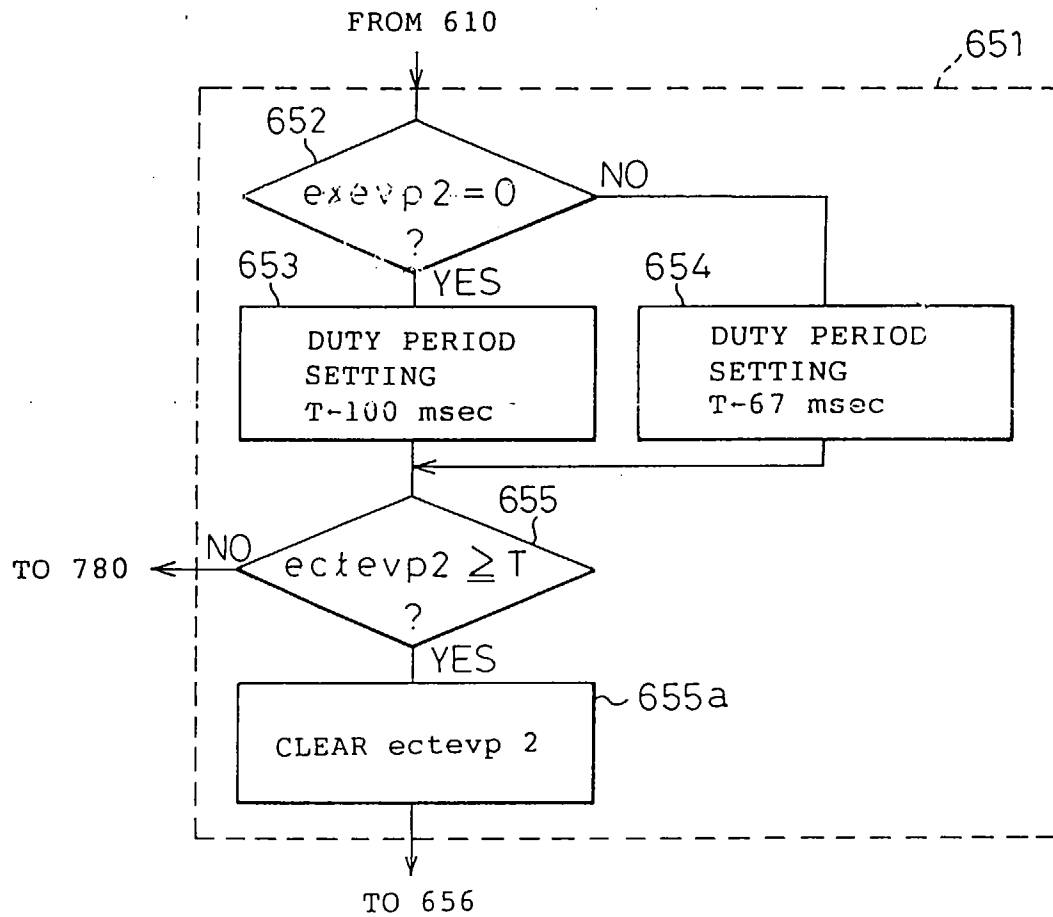 FROM 610
651
652
exevp2=0
?
NO
YES
653
DUTY PERIOD
SETTING
T←100 msec
654
DUTY PERIOD
SETTING
T←67 msec
655
NO
TO 780
ectevp2 ≧ T
?
YES
655a
CLEAR ectevp 2
TO 656